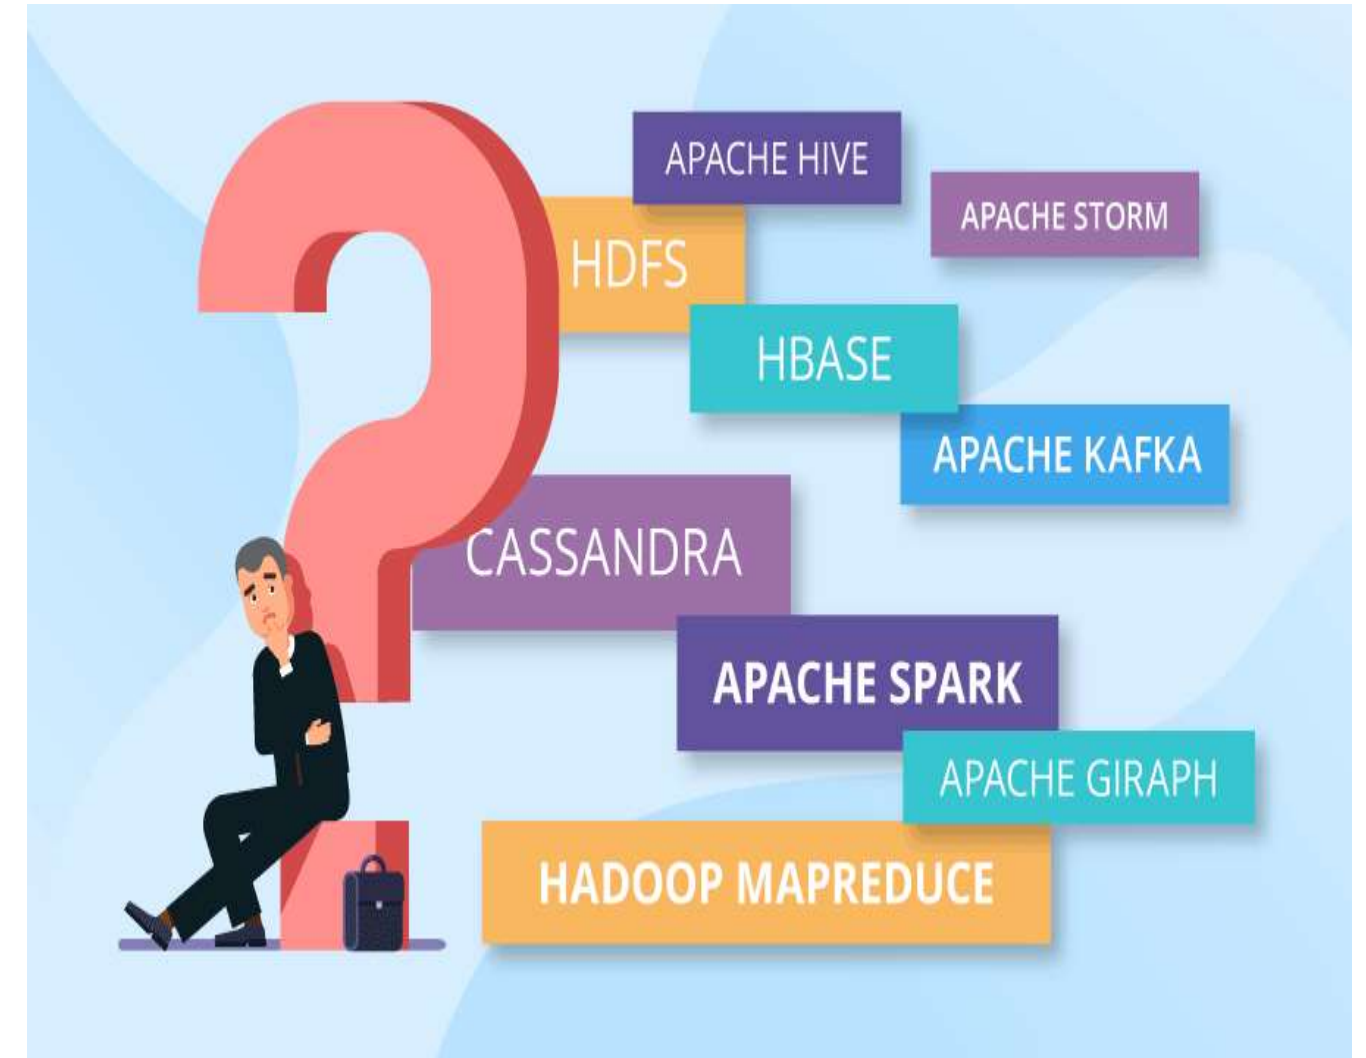 APACHE HIVE
APACHE STORM
HDFS
HBASE
APACHE KAFKA
CASSANDRA
APACHE SPARK
APACHE GIRAPH
HADOOP MAPREDUCE